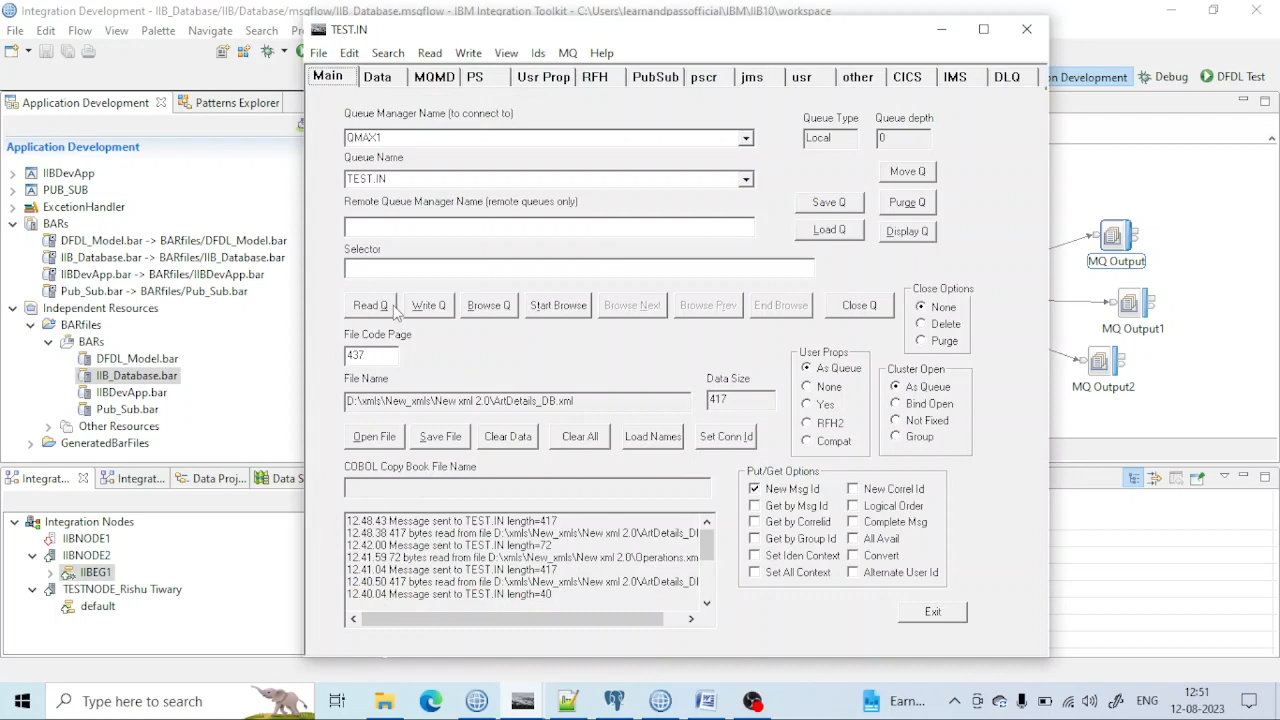 Integration Development - IIB_Database/IIB/Database/msgflow/IIB_Database.msgflow - IBM Integration Toolkit - C:\Users\learnandpassofficial\IBM\IIB10\workspace
File Edit Flow View Palette Navigate Search
TEST.IN
File Edit Search Read Write View Ids MQ Help
Main Data MQMD PS Usr Prop RFH PubSub pscr jms usr other CICS IMS DLQ
Development Debug DFDL Test
Application Development Patterns Explorer
Application Development
IIBDevApp
PUB_SUB
ExcetionHandler
BARs
DFDL_Model.bar -> BARfiles/DFDL_Model.bar
IIB_Database.bar -> BARfiles/IIB_Database.bar
IIBDevApp.bar -> BARfiles/IIBDevApp.bar
Pub_Sub.bar -> BARfiles/Pub_Sub.bar
Independent Resources
BARfiles
BARs
DFDL_Model.bar
IIB_Database.bar
IIBDevApp.bar
Pub_Sub.bar
Other Resources
GeneratedBarFiles
Integrat... Integrat... Data Proj... Data S
Integration Nodes
IIBNODE1
IIBNODE2
IIBEG1
TESTNODE_Rishu Tiwary
default
Queue Manager Name (to connect to)
QMAX1
Queue Type
Local
Queue depth
0
Queue Name
TEST.IN
Move Q
Remote Queue Manager Name (remote queues only)
Save Q Purge Q
Load Q Display Q
Selector
Read Q Write Q Browse Q Start Browse Browse Next Browse Prev End Browse Close Q
Close Options
None
Delete
Purge
File Code Page
437
File Name
D:\xmls\New_xmls\New xml 2.0\ArtDetails_DB.xml
Data Size
417
User Props
As Queue
None
Yes
RFH2
Compat
Cluster Open
As Queue
Bind Open
Not Fixed
Group
Open File Save File Clear Data Clear All Load Names Set Conn Id
COBOL Copy Book File Name
Put/Get Options
New Msg Id New Correl Id
Get by Msg Id Logical Order
Get by Correlid Complete Msg
Get by Group Id All Avail
Set Iden Context Convert
Set All Context Alternate User Id
12.48.43 Message sent to TEST.IN length=417
12.48.38 417 bytes read from file D:\xmls\New_xmls\New xml 2.0\ArtDetails_DI
12.42.00 Message sent to TEST.IN length=72
12.41.59 72 bytes read from file D:\xmls\New_xmls\New xml 2.0\Operations.xm
12.41.04 Message sent to TEST.IN length=417
12.40.50 417 bytes read from file D:\xmls\New_xmls\New xml 2.0\ArtDetails_DI
12.40.04 Message sent to TEST.IN length=40
Exit
MQ Output
MQ Output1
MQ Output2
Type here to search
Earn...
ENG
12:51
12-08-2023